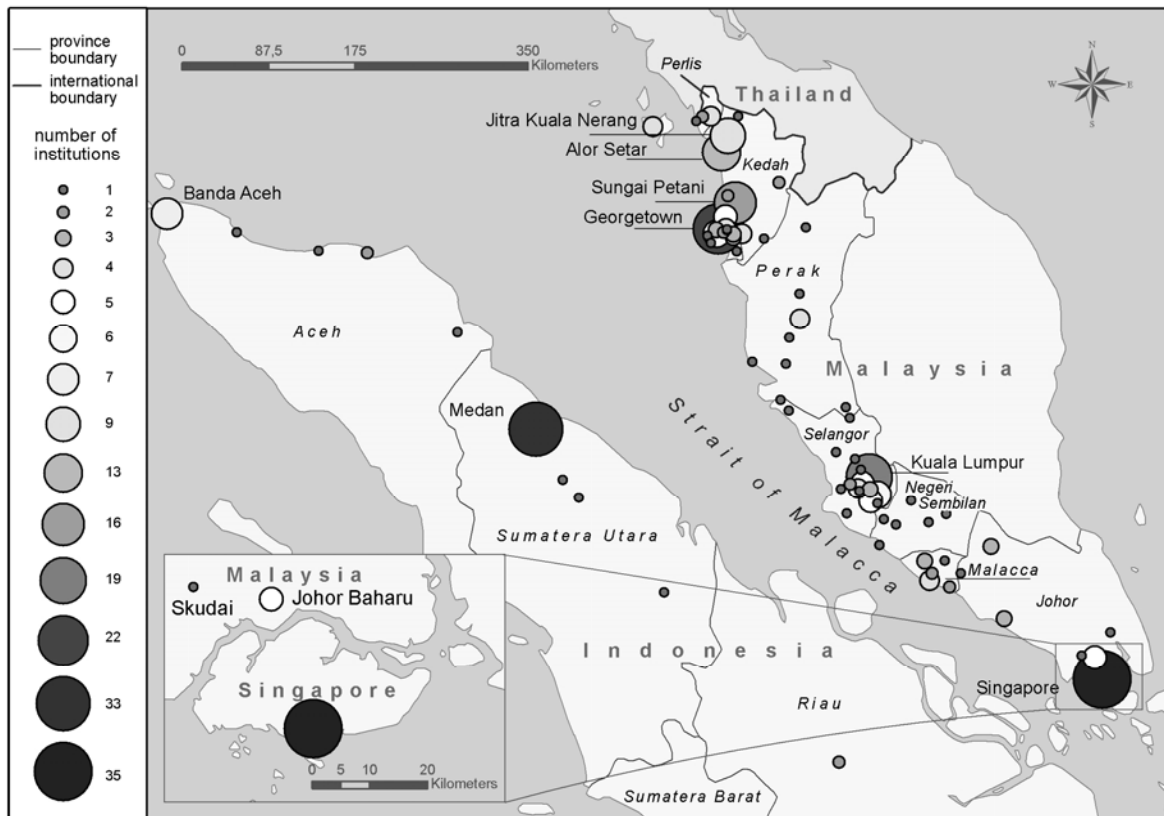 province
boundary
international
boundary
number of
institutions
1
2
3
4
5
6
7
9
13
16
19
22
33
35
0 87,5 175 350
Kilometers
N
W E
S
Perlis
Thailand
Jitra Kuala Nerang
Alor Setar
Kedah
Sungai Petani
Georgetown
Banda Aceh
Perak
Aceh
Malaysia
Medan
Strait of Malacca
Selangor
Kuala Lumpur
Negeri
Sembilan
Sumatera Utara
Malacca
Johor
Indonesia
Singapore
Riau
Sumatera Barat
Malaysia
Skudai
Johor Baharu
Singapore
0 5 10 20
Kilometers